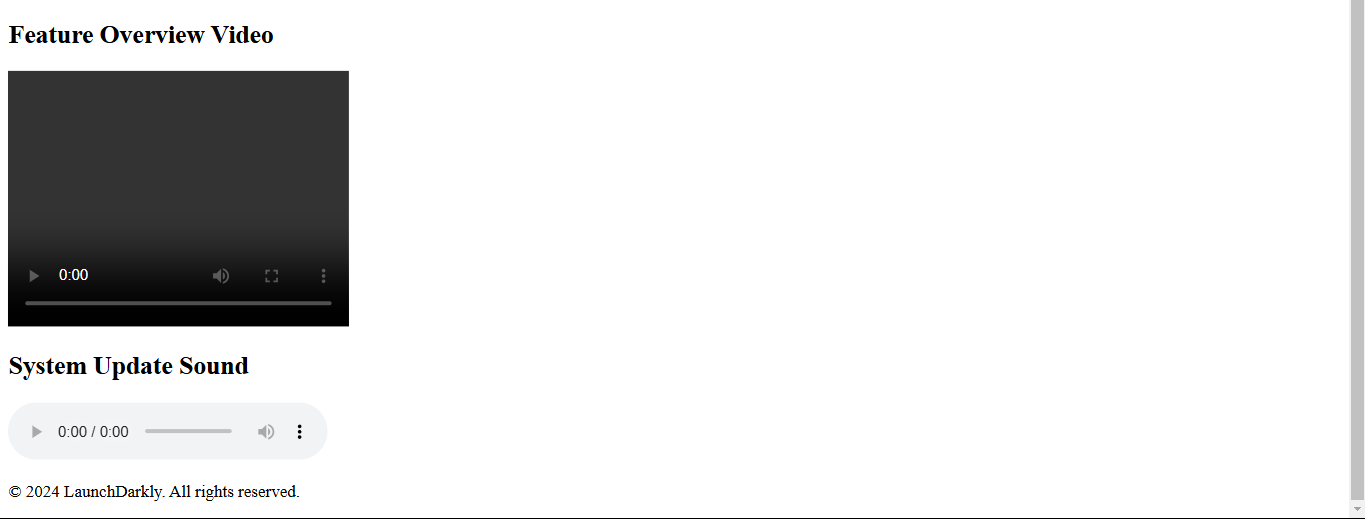 Feature Overview Video
0:00
System Update Sound
0:00 / 0:00
© 2024 LaunchDarkly. All rights reserved.